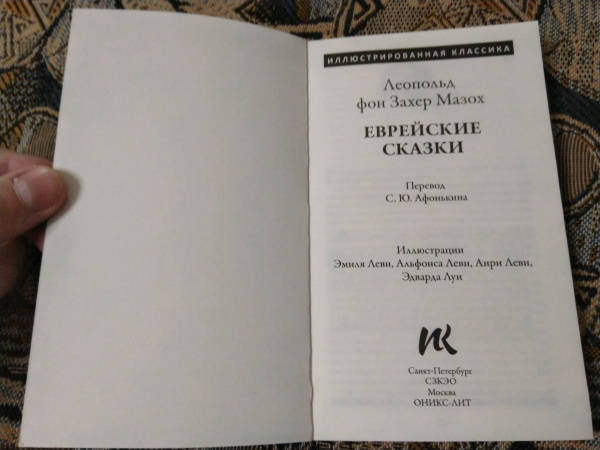 ИЛЛЮСТРИРОВАННАЯ КЛАССИКА
Леопольд
фон Захер Мазох
ЕВРЕЙСКИЕ
СКАЗКИ
Перевод
С. Ю. Афонькина
Иллюстрации
Эмиля Леви, Альфонса Леви, Анри Леви,
Эдварда Луи
ИК
Санкт-Петербург
СЗКЭО
Москва
ОНИКС-ЛИТ